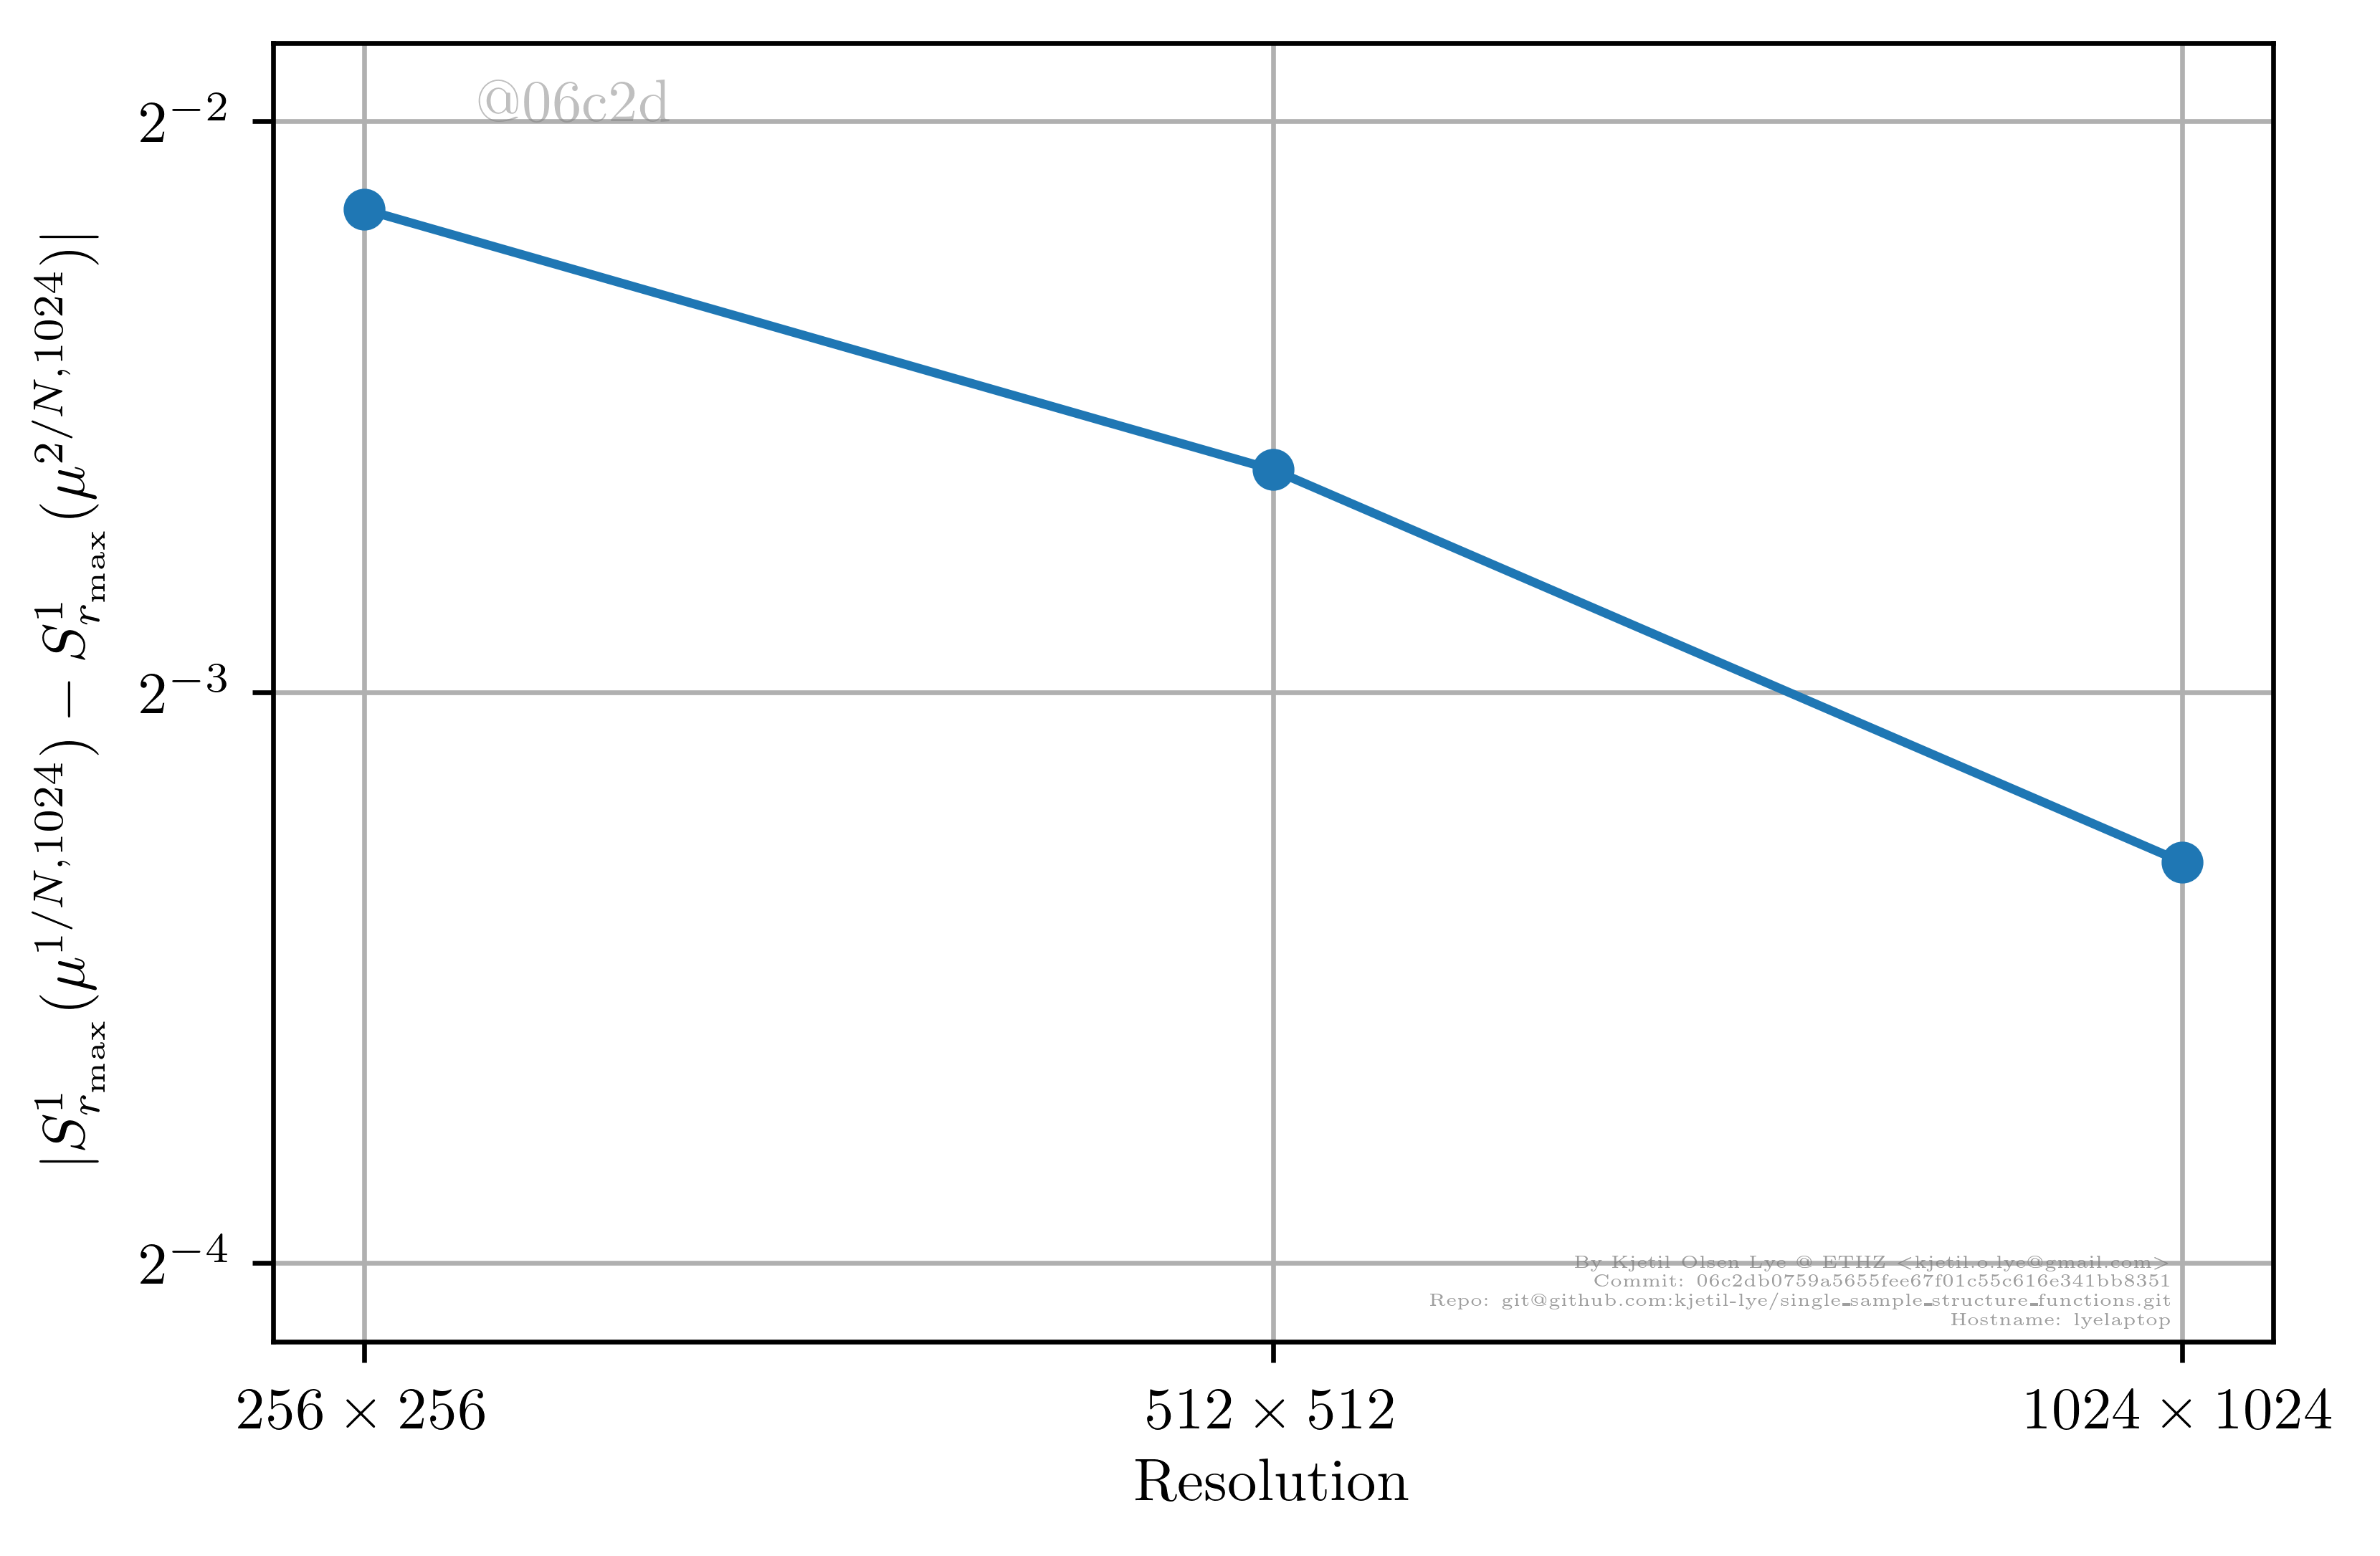 @06c2d
2⁻²
2⁻³
2⁻⁴
|S¹_{r_max}(μ^{1/N,1024}) − S¹_{r_max}(μ^{2/N,1024})|
By Kjetil Olsen Lye @ ETHZ <kjetil.o.lye@gmail.com>
Commit: 06c2db0759a5655fee67f01c55c616e341bb8351
Repo: git@github.com:kjetil-lye/single_sample_structure_functions.git
Hostname: lyelaptop
256 × 256 512 × 512 1024 × 1024
Resolution